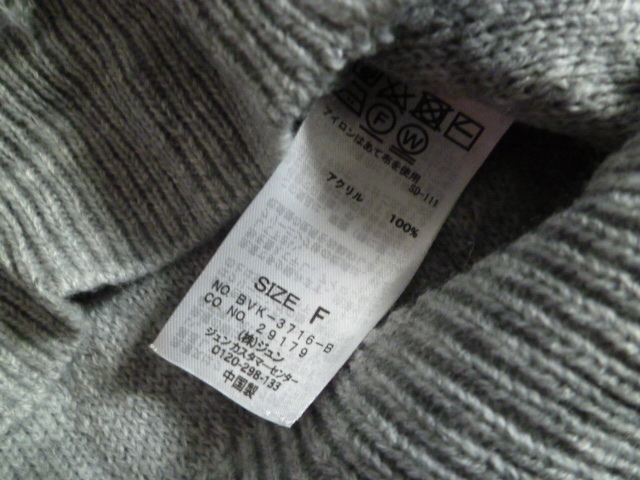 F W
アイロンはあて布を使用
SD-111
アクリル 100%
SIZE F
NO. BVK-3716-B
CO. NO. 29179
(株)ジュン
ジュンカスタマーセンター
0120-298-133
中国製